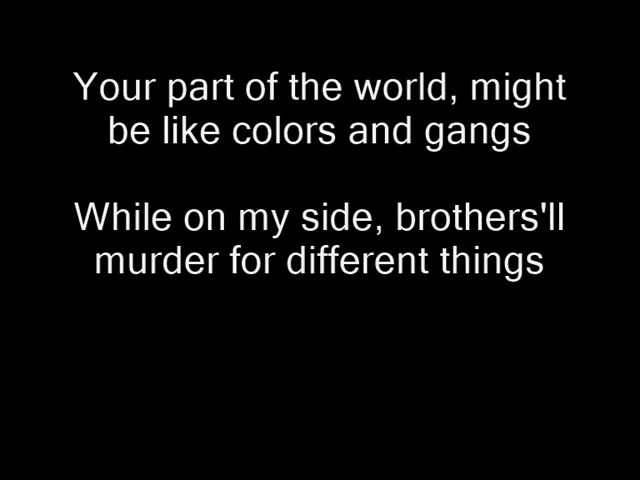 Your part of the world, might
be like colors and gangs
While on my side, brothers'll
murder for different things